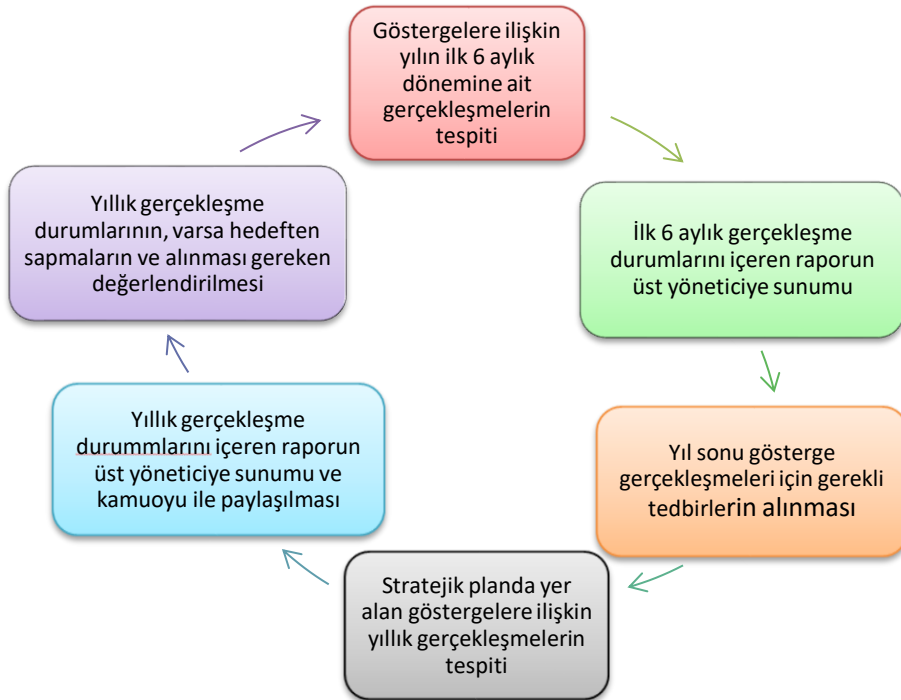 Göstergelere ilişkin
yılın ilk 6 aylık
dönemine ait
gerçekleşmelerin
tespiti
İlk 6 aylık gerçekleşme
durumlarını içeren raporun
üst yöneticiye sunumu
Yıl sonu gösterge
gerçekleşmeleri için gerekli
tedbirlerin alınması
Stratejik planda yer
alan göstergelere ilişkin
yıllık gerçekleşmelerin
tespiti
Yıllık gerçekleşme
durummlarını içeren raporun
üst yöneticiye sunumu ve
kamuoyu ile paylaşılması
Yıllık gerçekleşme
durumlarının, varsa hedeften
sapmaların ve alınması gereken
değerlendirilmesi